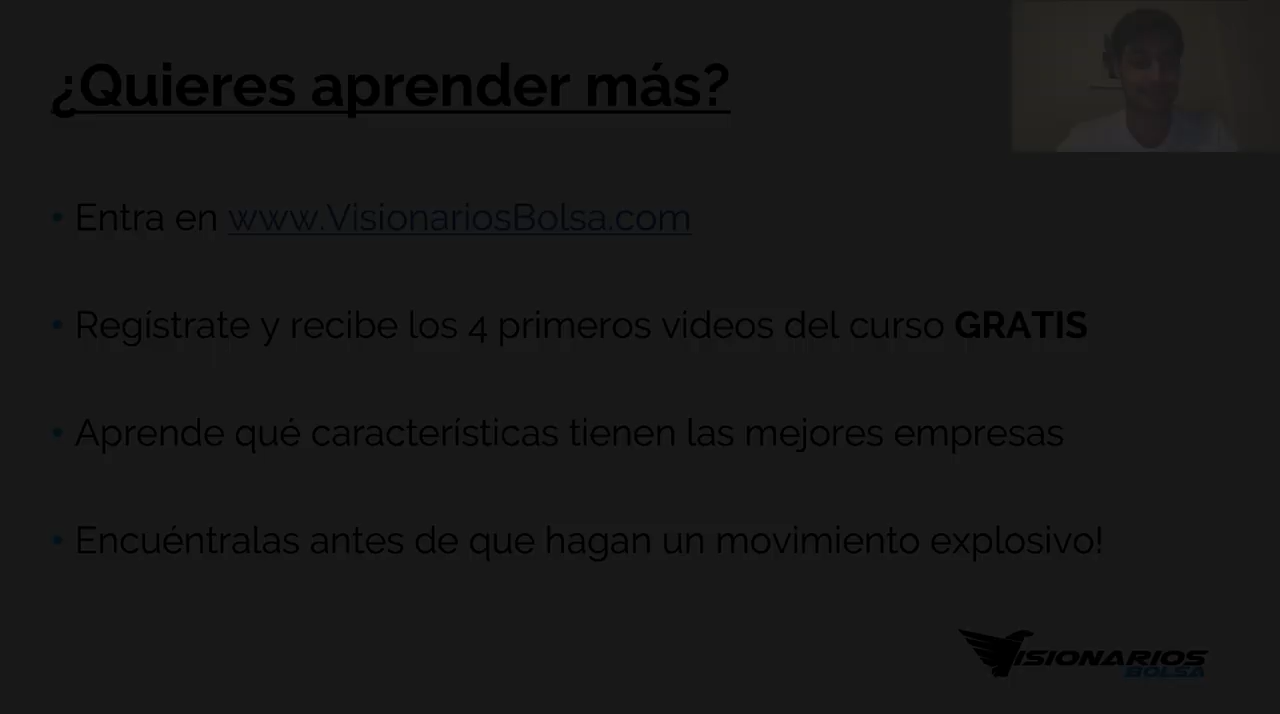 ¿Quieres aprender más?
• Entra en www.VisionariosBolsa.com
• Regístrate y recibe los 4 primeros videos del curso GRATIS
• Aprende qué características tienen las mejores empresas
• Encuéntralas antes de que hagan un movimiento explosivo!
VISIONARIOS
BOLSA